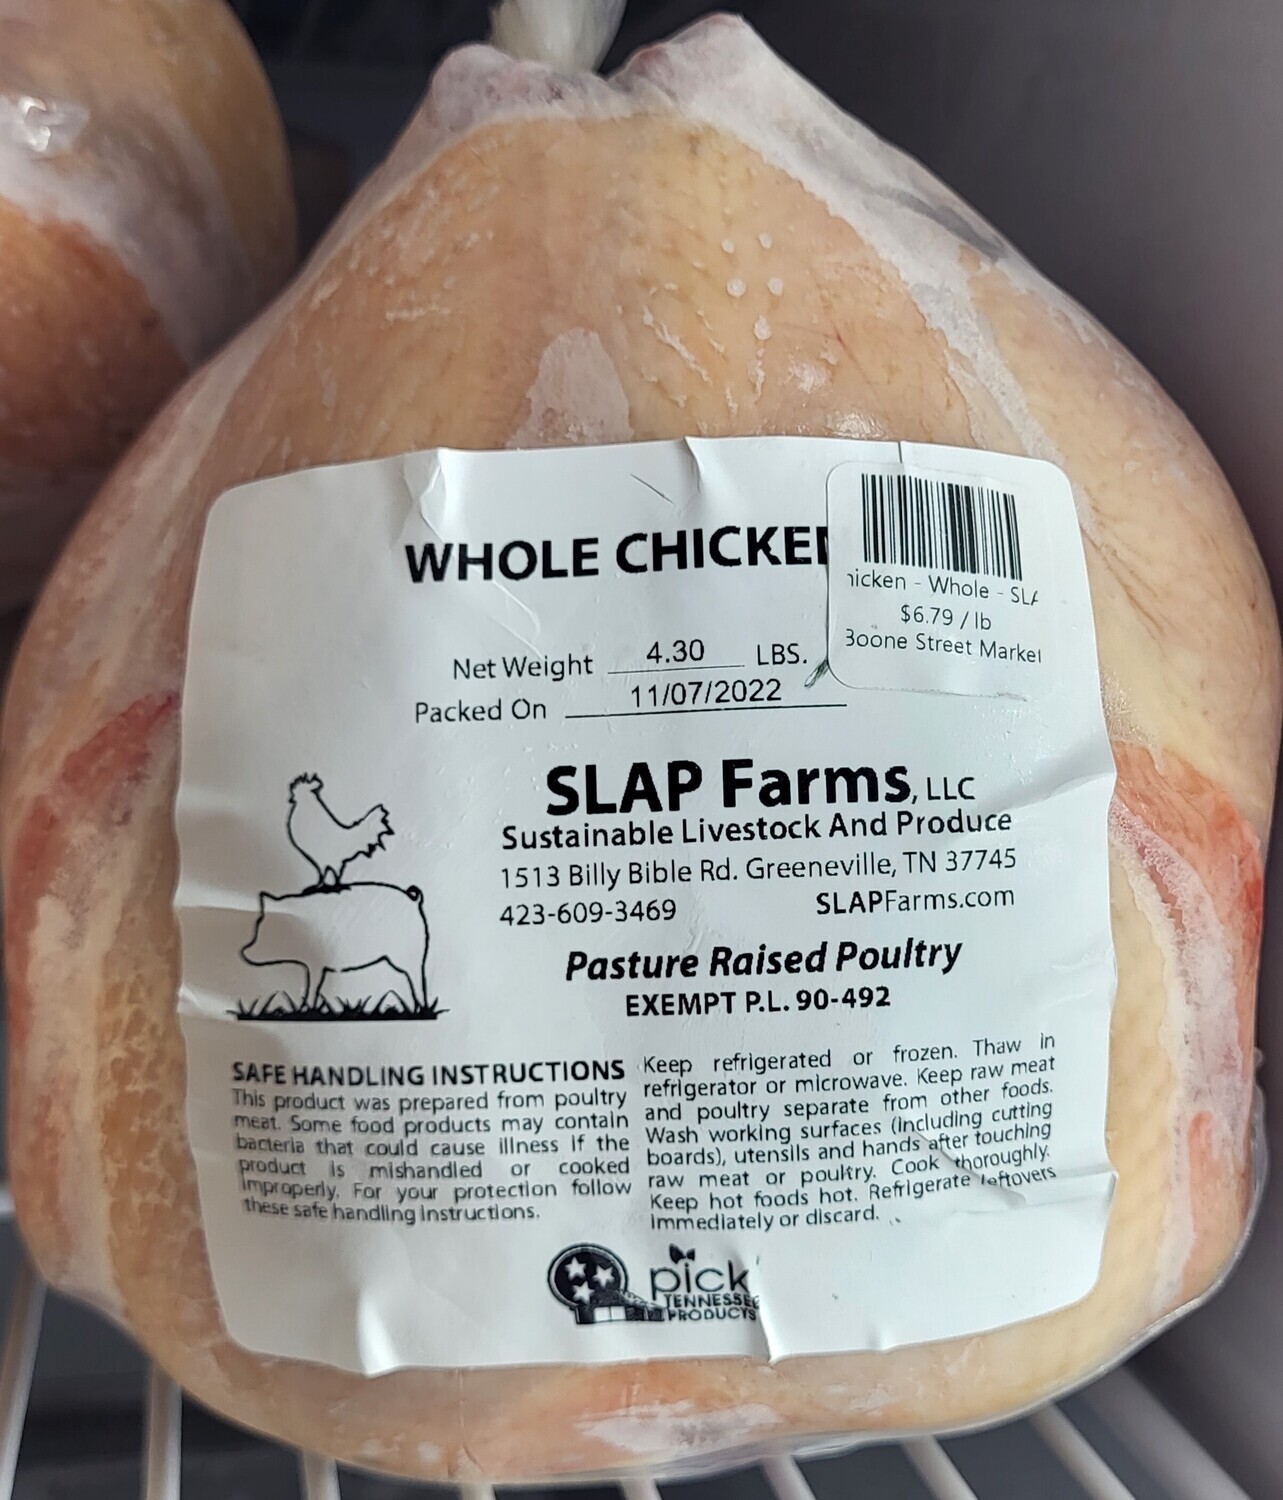 WHOLE CHICKEN
hicken - Whole - SLA
$6.79 / lb
Boone Street Market
Net Weight 4.30 LBS.
Packed On 11/07/2022
SLAP Farms, LLC
Sustainable Livestock And Produce
1513 Billy Bible Rd. Greeneville, TN 37745
423-609-3469 SLAPFarms.com
Pasture Raised Poultry
EXEMPT P.L. 90-492
SAFE HANDLING INSTRUCTIONS
This product was prepared from poultry
meat. Some food products may contain
bacteria that could cause illness if the
product is mishandled or cooked
improperly. For your protection follow
these safe handling instructions.
Keep refrigerated or frozen. Thaw in
refrigerator or microwave. Keep raw meat
and poultry separate from other foods.
Wash working surfaces (including cutting
boards), utensils and hands after touching
raw meat or poultry. Cook thoroughly.
Keep hot foods hot. Refrigerate leftovers
immediately or discard.
pick
TENNESSEE
PRODUCTS